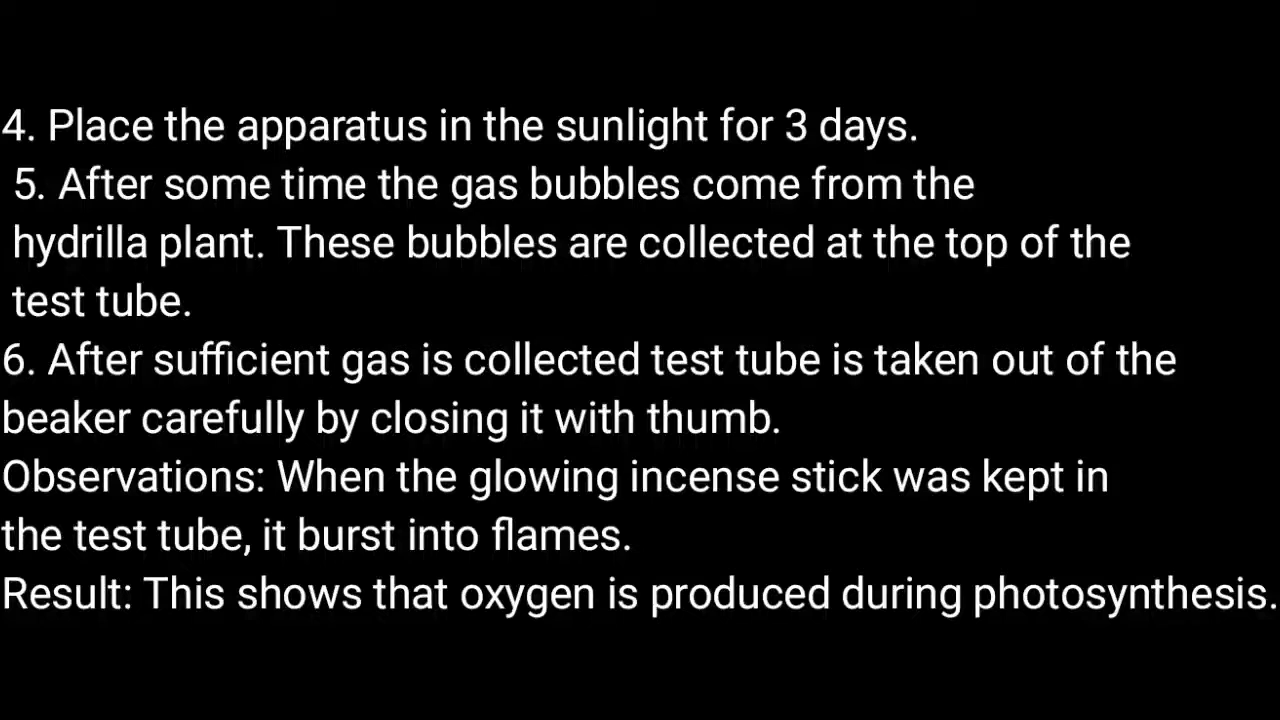 4. Place the apparatus in the sunlight for 3 days.
5. After some time the gas bubbles come from the
hydrilla plant. These bubbles are collected at the top of the
test tube.
6. After sufficient gas is collected test tube is taken out of the
beaker carefully by closing it with thumb.
Observations: When the glowing incense stick was kept in
the test tube, it burst into flames.
Result: This shows that oxygen is produced during photosynthesis.